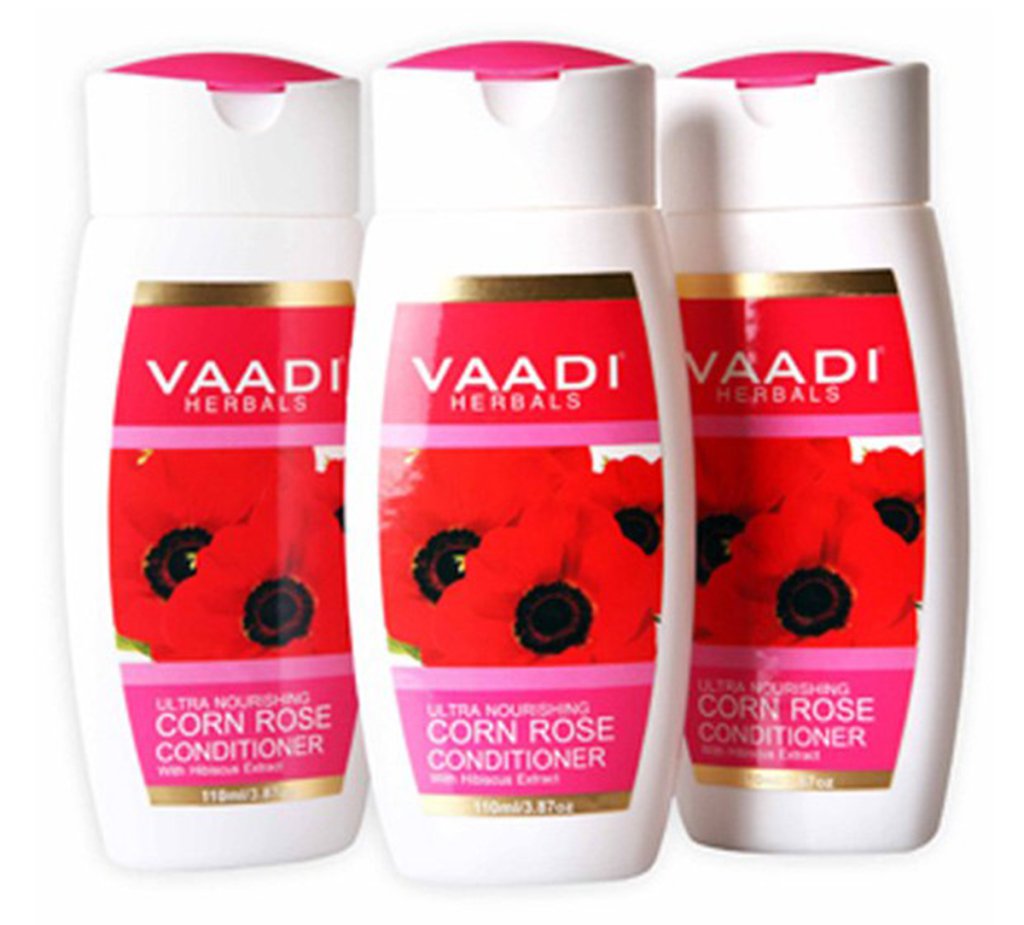 VAADI
HERBALS
ULTRA NOURISHING
CORN ROSE
CONDITIONER
With Hibiscus Extract
110ml/3.87oz
VAADI
HERBALS
ULTRA NOURISHING
CORN ROSE
CONDITIONER
With Hibiscus Extract
110ml/3.87oz
VAADI
HERBALS
ULTRA NOURISHING
CORN ROSE
CONDITIONER
With Hibiscus Extract